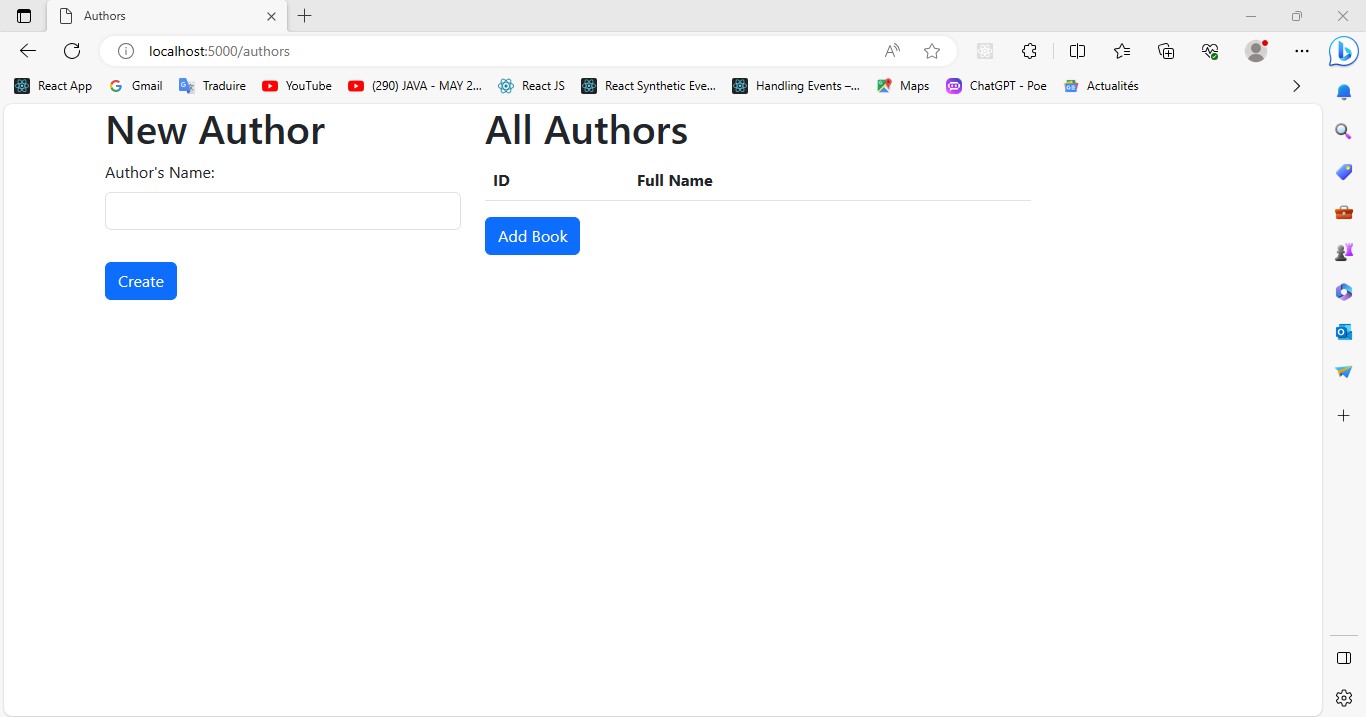 Authors
localhost:5000/authors
React App Gmail Traduire YouTube (290) JAVA - MAY 2... React JS React Synthetic Eve... Handling Events –... Maps ChatGPT - Poe Actualités
New Author
Author's Name:
Create
All Authors
ID Full Name
Add Book